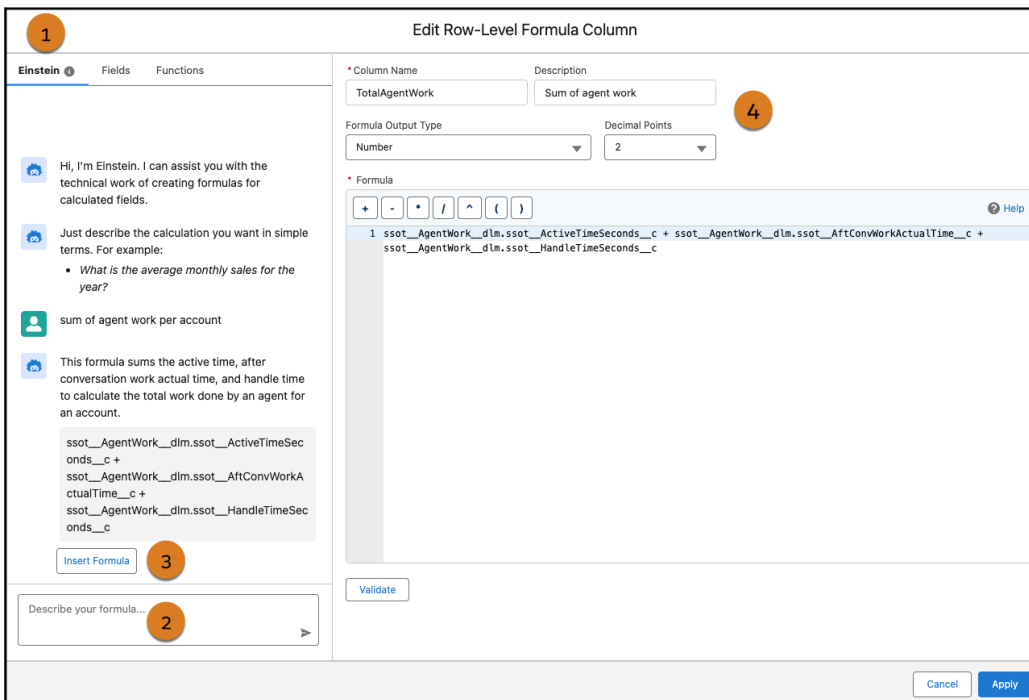 1
Edit Row-Level Formula Column
Einstein
Fields
Functions
Hi, I'm Einstein. I can assist you with the
technical work of creating formulas for
calculated fields.
Just describe the calculation you want in simple
terms. For example:
• What is the average monthly sales for the
year?
sum of agent work per account
This formula sums the active time, after
conversation work actual time, and handle time
to calculate the total work done by an agent for
an account.
ssot__AgentWork__dlm.ssot__ActiveTimeSec
onds__c +
ssot__AgentWork__dlm.ssot__AftConvWorkA
ctualTime__c +
ssot__AgentWork__dlm.ssot__HandleTimeSec
onds__c
Insert Formula
3
Describe your formula...
2
* Column Name
Description
TotalAgentWork
Sum of agent work
4
Formula Output Type
Decimal Points
Number
2
* Formula
+ - * / ^ ( )
? Help
1 ssot__AgentWork__dlm.ssot__ActiveTimeSeconds__c + ssot__AgentWork__dlm.ssot__AftConvWorkActualTime__c +
ssot__AgentWork__dlm.ssot__HandleTimeSeconds__c
Validate
Cancel
Apply